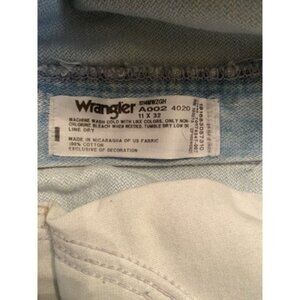 Wrangler A002 4020
11 X 32
MACHINE WASH COLD WITH LIKE COLORS, ONLY NON-
CHLORINE, BLEACH WHEN NEEDED. TUMBLE DRY LOW OR
LINE DRY
MADE IN NICARAGUA OF US FABRIC
100% COTTON
EXCLUSIVE OF DECORATION